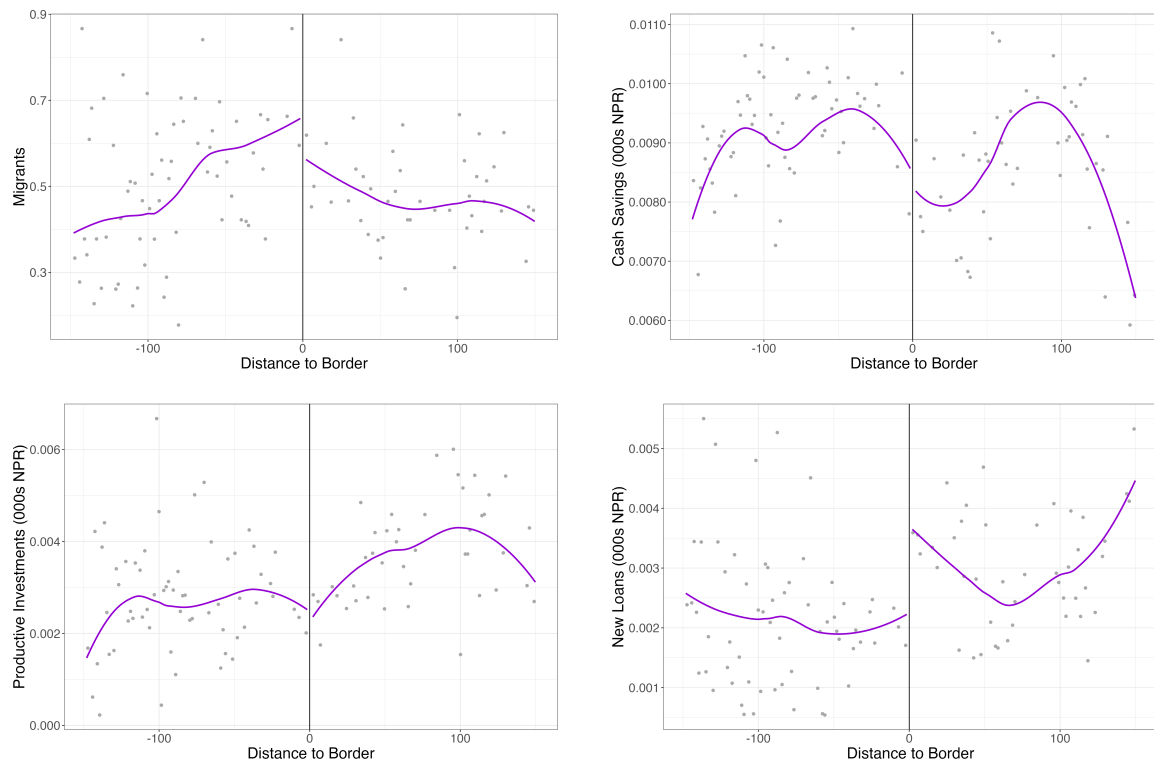 0.9
0.7
0.5
0.3
Migrants
-100 0 100
Distance to Border
0.0110
0.0100
0.0090
0.0080
0.0070
0.0060
Cash Savings (000s NPR)
-100 0 100
Distance to Border
0.006
0.004
0.002
0.000
Productive Investments (000s NPR)
-100 0 100
Distance to Border
0.005
0.004
0.003
0.002
0.001
New Loans (000s NPR)
-100 0 100
Distance to Border